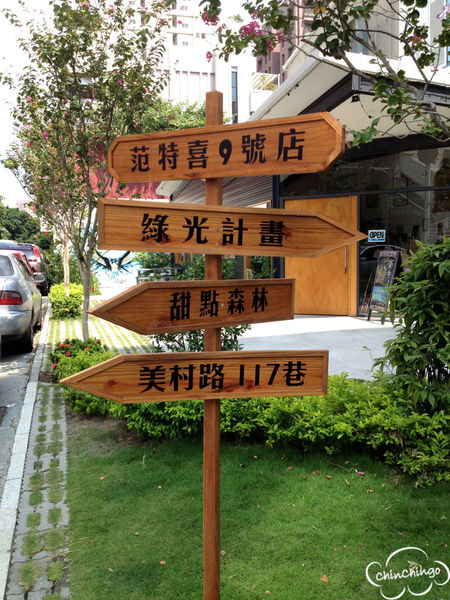 范特喜9號店
綠光計畫
OPEN
甜點森林
美村路117巷
chinchingo